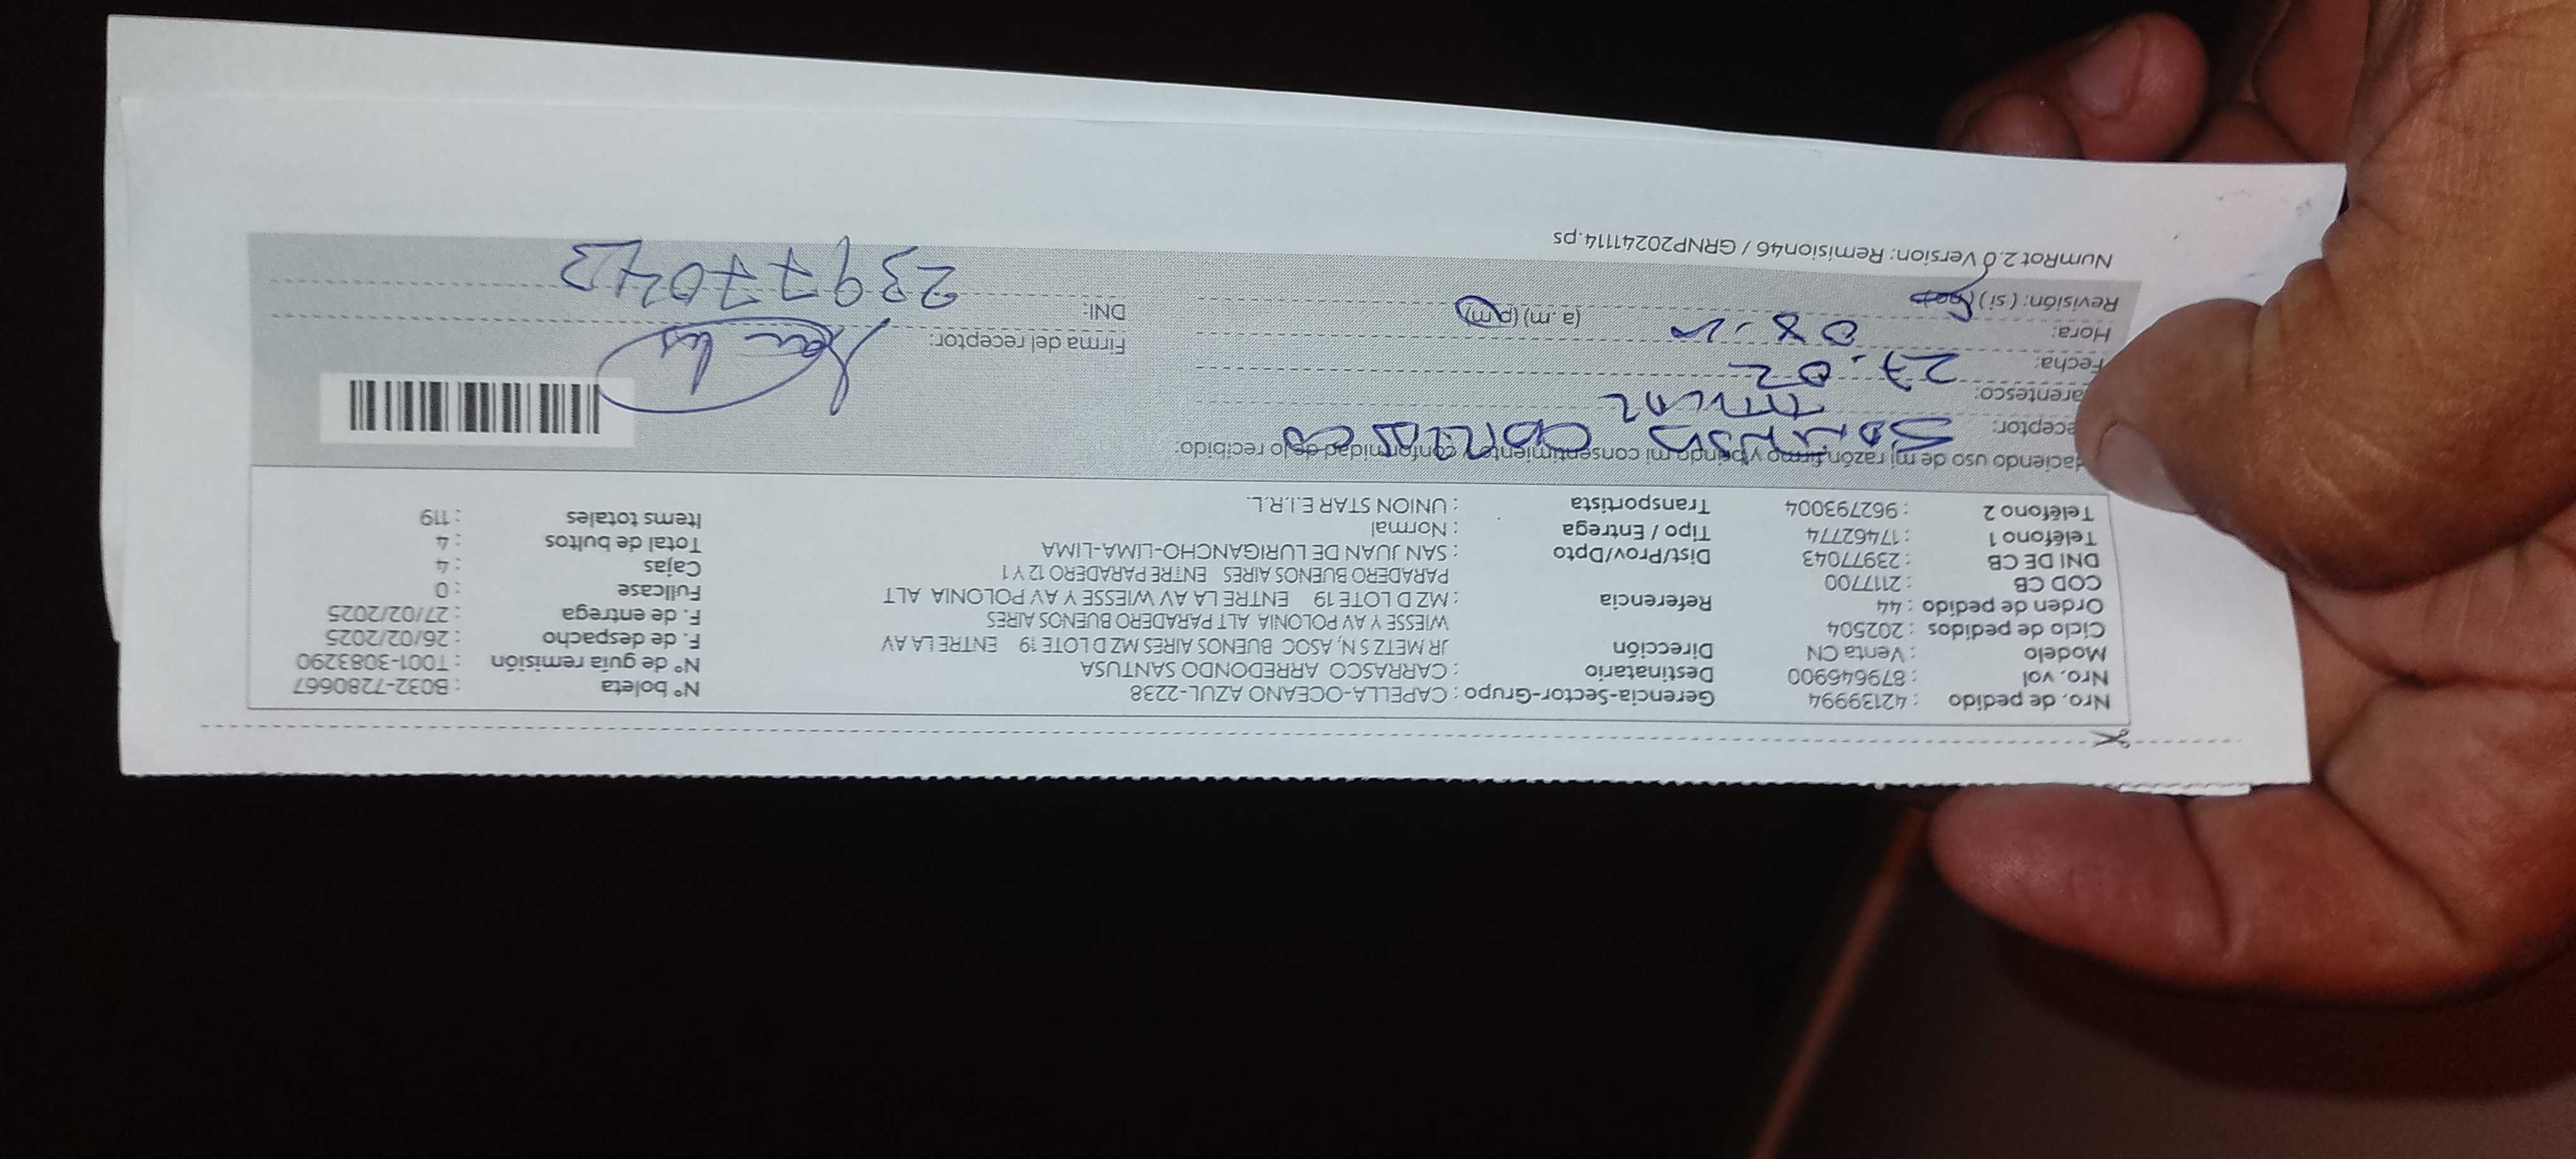 Nro. de pedido : 42139994 Gerencia-Sector-Grupo : CAPELLA-OCEANO AZUL-2238 N° boleta : B032-7280667
Nro. vol : 879646900 Destinatario : CARRASCO ARREDONDO SANTUSA N° de guía remisión : T001-3083290
Modelo : Venta CN Dirección JR METZ S N, ASOC BUENOS AIRES MZ D LOTE 19 ENTRE LA AV F. de despacho : 26/02/2025
Ciclo de pedidos : 202504 WIESSE Y AV POLONIA ALT PARADERO BUENOS AIRES F. de entrega : 27/02/2025
Orden de pedido : 44 Referencia : MZ D LOTE 19 ENTRE LA AV WIESSE Y AV POLONIA ALT Fullcase : 0
COD CB : 2117700 PARADERO BUENOS AIRES ENTRE PARADERO 12 Y 1 Cajas : 4
DNI DE CB : 23977043 Dist/Prov/Dpto : SAN JUAN DE LURIGANCHO-LIMA-LIMA Total de bultos : 4
Teléfono 1 : 17462774 Tipo / Entrega : Normal Items totales : 119
Teléfono 2 : 962793004 Transportista : UNION STAR E.I.R.L.
Haciendo uso de mi razón firmo y brindo mi consentimiento y conformidad de lo recibido.
eceptor: Carrasco
arentesco: TITULAR
Fecha: 27.02
Hora: (a.m) (p.m) Firma del receptor:
Revisión: (si) (no) DNI:
NumRot 2.0 Version: Remision46 / GRNP20241114.ps